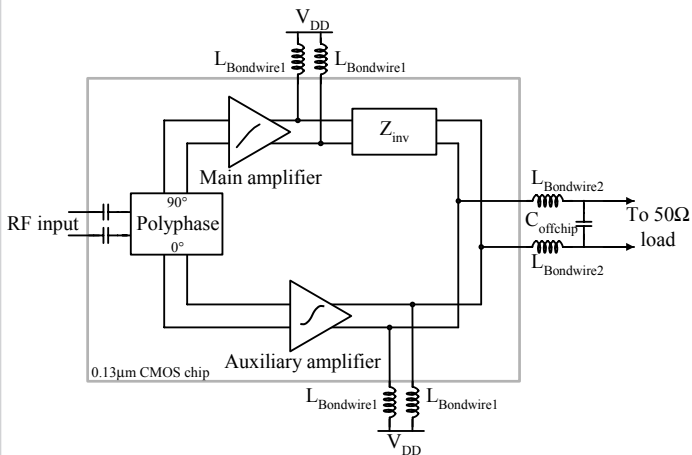 V_DD
L_Bondwire1
L_Bondwire1
Z_inv
Main amplifier
L_Bondwire2
90°
RF input
Polyphase
C_offchip
To 50Ω
load
0°
L_Bondwire2
Auxiliary amplifier
0.13μm CMOS chip
L_Bondwire1
L_Bondwire1
V_DD